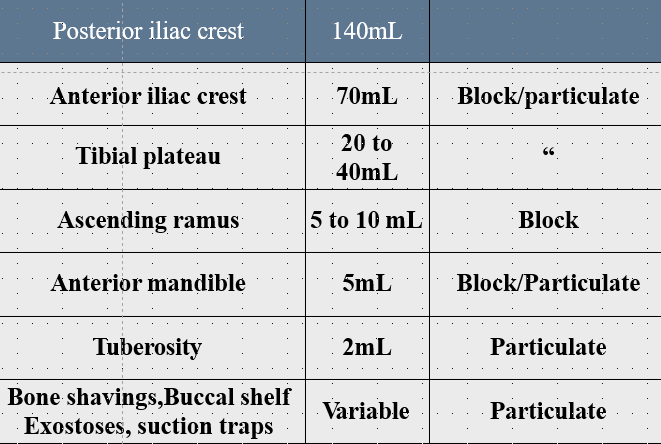 Posterior iliac crest 140mL
Anterior iliac crest 70mL Block/particulate
Tibial plateau 20 to 40mL “
Ascending ramus 5 to 10 mL Block
Anterior mandible 5mL Block/Particulate
Tuberosity 2mL Particulate
Bone shavings,Buccal shelf
Exostoses, suction traps Variable Particulate